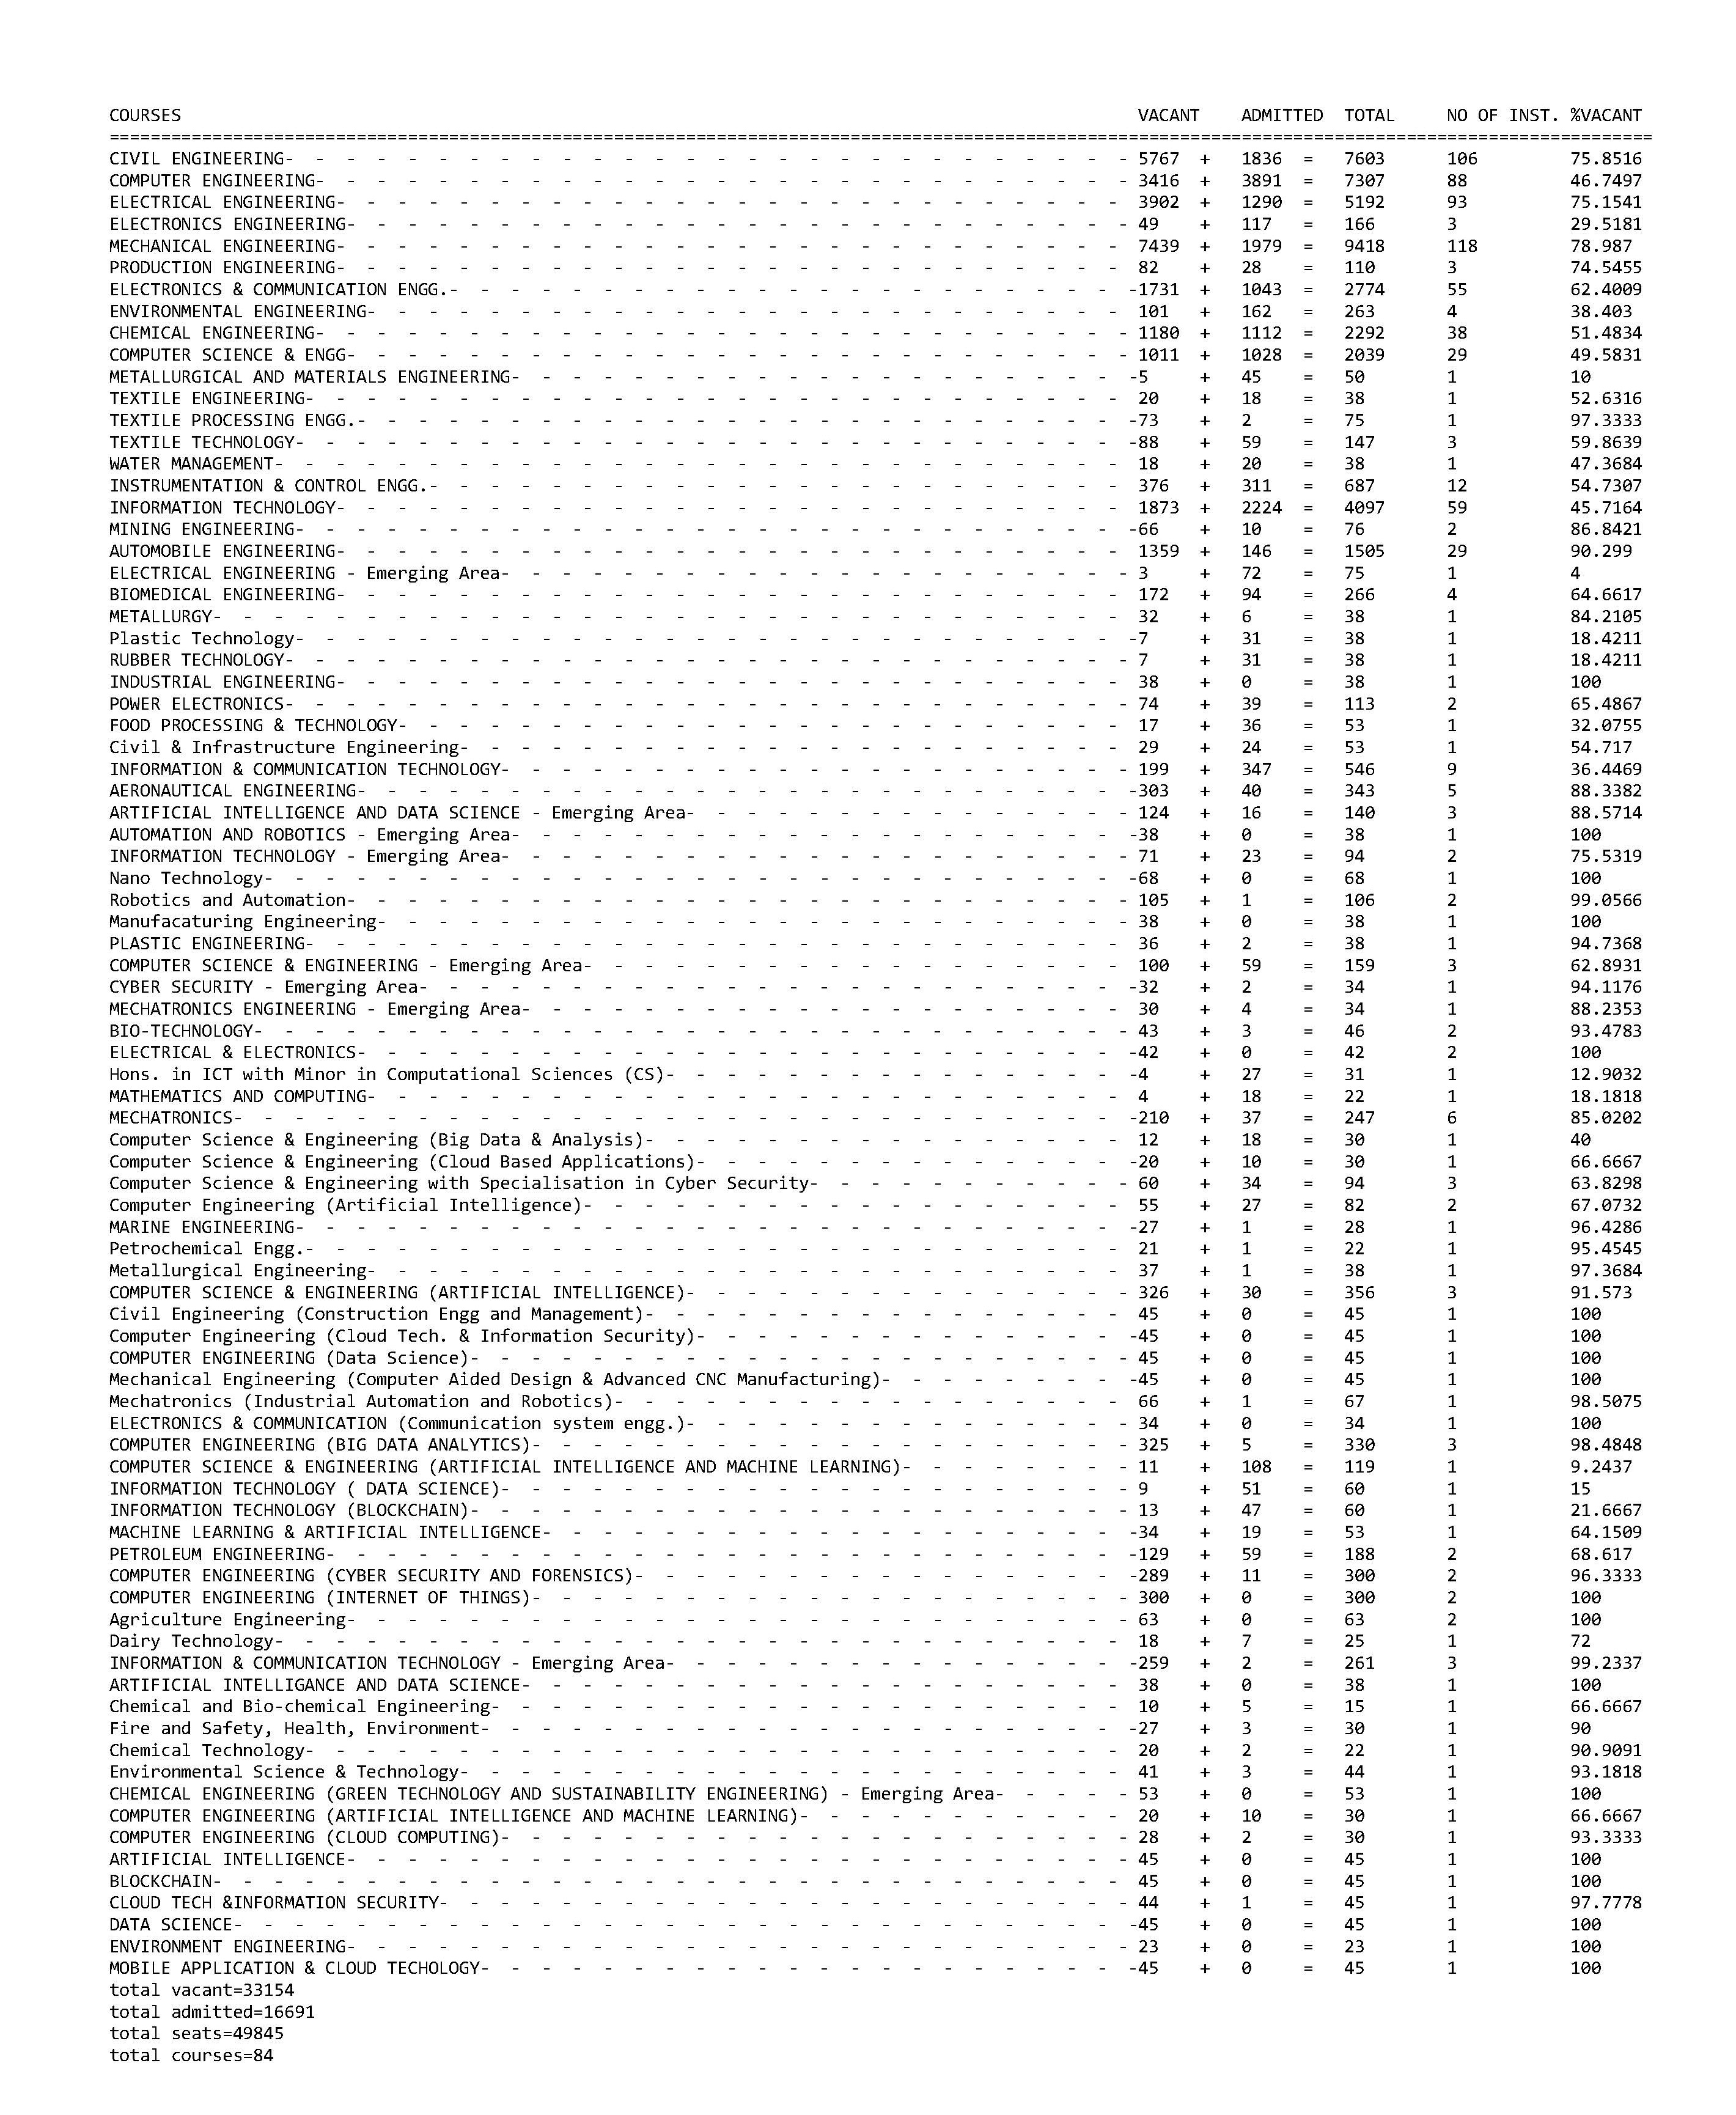 COURSES VACANT ADMITTED TOTAL NO OF INST. %VACANT
======================================================================================================================================================
CIVIL ENGINEERING- - - - - - - - - - - - - - - - - - - - - - - - - - - - 5767 + 1836 = 7603 106 75.8516
COMPUTER ENGINEERING- - - - - - - - - - - - - - - - - - - - - - - - - - - 3416 + 3891 = 7307 88 46.7497
ELECTRICAL ENGINEERING- - - - - - - - - - - - - - - - - - - - - - - - - - 3902 + 1290 = 5192 93 75.1541
ELECTRONICS ENGINEERING- - - - - - - - - - - - - - - - - - - - - - - - - - 49 + 117 = 166 3 29.5181
MECHANICAL ENGINEERING- - - - - - - - - - - - - - - - - - - - - - - - - - 7439 + 1979 = 9418 118 78.987
PRODUCTION ENGINEERING- - - - - - - - - - - - - - - - - - - - - - - - - - 82 + 28 = 110 3 74.5455
ELECTRONICS & COMMUNICATION ENGG.- - - - - - - - - - - - - - - - - - - - - - -1731 + 1043 = 2774 55 62.4009
ENVIRONMENTAL ENGINEERING- - - - - - - - - - - - - - - - - - - - - - - - - 101 + 162 = 263 4 38.403
CHEMICAL ENGINEERING- - - - - - - - - - - - - - - - - - - - - - - - - - - 1180 + 1112 = 2292 38 51.4834
COMPUTER SCIENCE & ENGG- - - - - - - - - - - - - - - - - - - - - - - - - - 1011 + 1028 = 2039 29 49.5831
METALLURGICAL AND MATERIALS ENGINEERING- - - - - - - - - - - - - - - - - - - - -5 + 45 = 50 1 10
TEXTILE ENGINEERING- - - - - - - - - - - - - - - - - - - - - - - - - - - 20 + 18 = 38 1 52.6316
TEXTILE PROCESSING ENGG.- - - - - - - - - - - - - - - - - - - - - - - - - -73 + 2 = 75 1 97.3333
TEXTILE TECHNOLOGY- - - - - - - - - - - - - - - - - - - - - - - - - - - -88 + 59 = 147 3 59.8639
WATER MANAGEMENT- - - - - - - - - - - - - - - - - - - - - - - - - - - - 18 + 20 = 38 1 47.3684
INSTRUMENTATION & CONTROL ENGG.- - - - - - - - - - - - - - - - - - - - - - - 376 + 311 = 687 12 54.7307
INFORMATION TECHNOLOGY- - - - - - - - - - - - - - - - - - - - - - - - - - 1873 + 2224 = 4097 59 45.7164
MINING ENGINEERING- - - - - - - - - - - - - - - - - - - - - - - - - - - -66 + 10 = 76 2 86.8421
AUTOMOBILE ENGINEERING- - - - - - - - - - - - - - - - - - - - - - - - - - 1359 + 146 = 1505 29 90.299
ELECTRICAL ENGINEERING - Emerging Area- - - - - - - - - - - - - - - - - - - - - 3 + 72 = 75 1 4
BIOMEDICAL ENGINEERING- - - - - - - - - - - - - - - - - - - - - - - - - - 172 + 94 = 266 4 64.6617
METALLURGY- - - - - - - - - - - - - - - - - - - - - - - - - - - - - - 32 + 6 = 38 1 84.2105
Plastic Technology- - - - - - - - - - - - - - - - - - - - - - - - - - - -7 + 31 = 38 1 18.4211
RUBBER TECHNOLOGY- - - - - - - - - - - - - - - - - - - - - - - - - - - - 7 + 31 = 38 1 18.4211
INDUSTRIAL ENGINEERING- - - - - - - - - - - - - - - - - - - - - - - - - - 38 + 0 = 38 1 100
POWER ELECTRONICS- - - - - - - - - - - - - - - - - - - - - - - - - - - - 74 + 39 = 113 2 65.4867
FOOD PROCESSING & TECHNOLOGY- - - - - - - - - - - - - - - - - - - - - - - - 17 + 36 = 53 1 32.0755
Civil & Infrastructure Engineering- - - - - - - - - - - - - - - - - - - - - - 29 + 24 = 53 1 54.717
INFORMATION & COMMUNICATION TECHNOLOGY- - - - - - - - - - - - - - - - - - - - - 199 + 347 = 546 9 36.4469
AERONAUTICAL ENGINEERING- - - - - - - - - - - - - - - - - - - - - - - - - -303 + 40 = 343 5 88.3382
ARTIFICIAL INTELLIGENCE AND DATA SCIENCE - Emerging Area- - - - - - - - - - - - - - -124 + 16 = 140 3 88.5714
AUTOMATION AND ROBOTICS - Emerging Area- - - - - - - - - - - - - - - - - - - - -38 + 0 = 38 1 100
INFORMATION TECHNOLOGY - Emerging Area- - - - - - - - - - - - - - - - - - - - - 71 + 23 = 94 2 75.5319
Nano Technology- - - - - - - - - - - - - - - - - - - - - - - - - - - - -68 + 0 = 68 1 100
Robotics and Automation- - - - - - - - - - - - - - - - - - - - - - - - - - 105 + 1 = 106 2 99.0566
Manufacaturing Engineering- - - - - - - - - - - - - - - - - - - - - - - - - 38 + 0 = 38 1 100
PLASTIC ENGINEERING- - - - - - - - - - - - - - - - - - - - - - - - - - - 36 + 2 = 38 1 94.7368
COMPUTER SCIENCE & ENGINEERING - Emerging Area- - - - - - - - - - - - - - - - - - 100 + 59 = 159 3 62.8931
CYBER SECURITY - Emerging Area- - - - - - - - - - - - - - - - - - - - - - - -32 + 2 = 34 1 94.1176
MECHATRONICS ENGINEERING - Emerging Area- - - - - - - - - - - - - - - - - - - - 30 + 4 = 34 1 88.2353
BIO-TECHNOLOGY- - - - - - - - - - - - - - - - - - - - - - - - - - - - - 43 + 3 = 46 2 93.4783
ELECTRICAL & ELECTRONICS- - - - - - - - - - - - - - - - - - - - - - - - - -42 + 0 = 42 2 100
Hons. in ICT with Minor in Computational Sciences (CS)- - - - - - - - - - - - - - - -4 + 27 = 31 1 12.9032
MATHEMATICS AND COMPUTING- - - - - - - - - - - - - - - - - - - - - - - - - 4 + 18 = 22 1 18.1818
MECHATRONICS- - - - - - - - - - - - - - - - - - - - - - - - - - - - - -210 + 37 = 247 6 85.0202
Computer Science & Engineering (Big Data & Analysis)- - - - - - - - - - - - - - - - 12 + 18 = 30 1 40
Computer Science & Engineering (Cloud Based Applications)- - - - - - - - - - - - - - -20 + 10 = 30 1 66.6667
Computer Science & Engineering with Specialisation in Cyber Security- - - - - - - - - - - 60 + 34 = 94 3 63.8298
Computer Engineering (Artificial Intelligence)- - - - - - - - - - - - - - - - - - 55 + 27 = 82 2 67.0732
MARINE ENGINEERING- - - - - - - - - - - - - - - - - - - - - - - - - - - -27 + 1 = 28 1 96.4286
Petrochemical Engg.- - - - - - - - - - - - - - - - - - - - - - - - - - - 21 + 1 = 22 1 95.4545
Metallurgical Engineering- - - - - - - - - - - - - - - - - - - - - - - - - 37 + 1 = 38 1 97.3684
COMPUTER SCIENCE & ENGINEERING (ARTIFICIAL INTELLIGENCE)- - - - - - - - - - - - - - -326 + 30 = 356 3 91.573
Civil Engineering (Construction Engg and Management)- - - - - - - - - - - - - - - - 45 + 0 = 45 1 100
Computer Engineering (Cloud Tech. & Information Security)- - - - - - - - - - - - - - -45 + 0 = 45 1 100
COMPUTER ENGINEERING (Data Science)- - - - - - - - - - - - - - - - - - - - - - 45 + 0 = 45 1 100
Mechanical Engineering (Computer Aided Design & Advanced CNC Manufacturing)- - - - - - - - -45 + 0 = 45 1 100
Mechatronics (Industrial Automation and Robotics)- - - - - - - - - - - - - - - - - 66 + 1 = 67 1 98.5075
ELECTRONICS & COMMUNICATION (Communication system engg.)- - - - - - - - - - - - - - - 34 + 0 = 34 1 100
COMPUTER ENGINEERING (BIG DATA ANALYTICS)- - - - - - - - - - - - - - - - - - - - 325 + 5 = 330 3 98.4848
COMPUTER SCIENCE & ENGINEERING (ARTIFICIAL INTELLIGENCE AND MACHINE LEARNING)- - - - - - - - 11 + 108 = 119 1 9.2437
INFORMATION TECHNOLOGY ( DATA SCIENCE)- - - - - - - - - - - - - - - - - - - - - 9 + 51 = 60 1 15
INFORMATION TECHNOLOGY (BLOCKCHAIN)- - - - - - - - - - - - - - - - - - - - - - 13 + 47 = 60 1 21.6667
MACHINE LEARNING & ARTIFICIAL INTELLIGENCE- - - - - - - - - - - - - - - - - - - - -34 + 19 = 53 1 64.1509
PETROLEUM ENGINEERING- - - - - - - - - - - - - - - - - - - - - - - - - - -129 + 59 = 188 2 68.617
COMPUTER ENGINEERING (CYBER SECURITY AND FORENSICS)- - - - - - - - - - - - - - - - -289 + 11 = 300 2 96.3333
COMPUTER ENGINEERING (INTERNET OF THINGS)- - - - - - - - - - - - - - - - - - - - 300 + 0 = 300 2 100
Agriculture Engineering- - - - - - - - - - - - - - - - - - - - - - - - - - 63 + 0 = 63 2 100
Dairy Technology- - - - - - - - - - - - - - - - - - - - - - - - - - - - 18 + 7 = 25 1 72
INFORMATION & COMMUNICATION TECHNOLOGY - Emerging Area- - - - - - - - - - - - - - - -259 + 2 = 261 3 99.2337
ARTIFICIAL INTELLIGANCE AND DATA SCIENCE- - - - - - - - - - - - - - - - - - - - 38 + 0 = 38 1 100
Chemical and Bio-chemical Engineering- - - - - - - - - - - - - - - - - - - - - 10 + 5 = 15 1 66.6667
Fire and Safety, Health, Environment- - - - - - - - - - - - - - - - - - - - - -27 + 3 = 30 1 90
Chemical Technology- - - - - - - - - - - - - - - - - - - - - - - - - - - 20 + 2 = 22 1 90.9091
Environmental Science & Technology- - - - - - - - - - - - - - - - - - - - - - 41 + 3 = 44 1 93.1818
CHEMICAL ENGINEERING (GREEN TECHNOLOGY AND SUSTAINABILITY ENGINEERING) - Emerging Area- - - - - 53 + 0 = 53 1 100
COMPUTER ENGINEERING (ARTIFICIAL INTELLIGENCE AND MACHINE LEARNING)- - - - - - - - - - - 20 + 10 = 30 1 66.6667
COMPUTER ENGINEERING (CLOUD COMPUTING)- - - - - - - - - - - - - - - - - - - - - 28 + 2 = 30 1 93.3333
ARTIFICIAL INTELLIGENCE- - - - - - - - - - - - - - - - - - - - - - - - - - 45 + 0 = 45 1 100
BLOCKCHAIN- - - - - - - - - - - - - - - - - - - - - - - - - - - - - - 45 + 0 = 45 1 100
CLOUD TECH &INFORMATION SECURITY- - - - - - - - - - - - - - - - - - - - - - - 44 + 1 = 45 1 97.7778
DATA SCIENCE- - - - - - - - - - - - - - - - - - - - - - - - - - - - - -45 + 0 = 45 1 100
ENVIRONMENT ENGINEERING- - - - - - - - - - - - - - - - - - - - - - - - - - 23 + 0 = 23 1 100
MOBILE APPLICATION & CLOUD TECHOLOGY- - - - - - - - - - - - - - - - - - - - - -45 + 0 = 45 1 100
total vacant=33154
total admitted=16691
total seats=49845
total courses=84